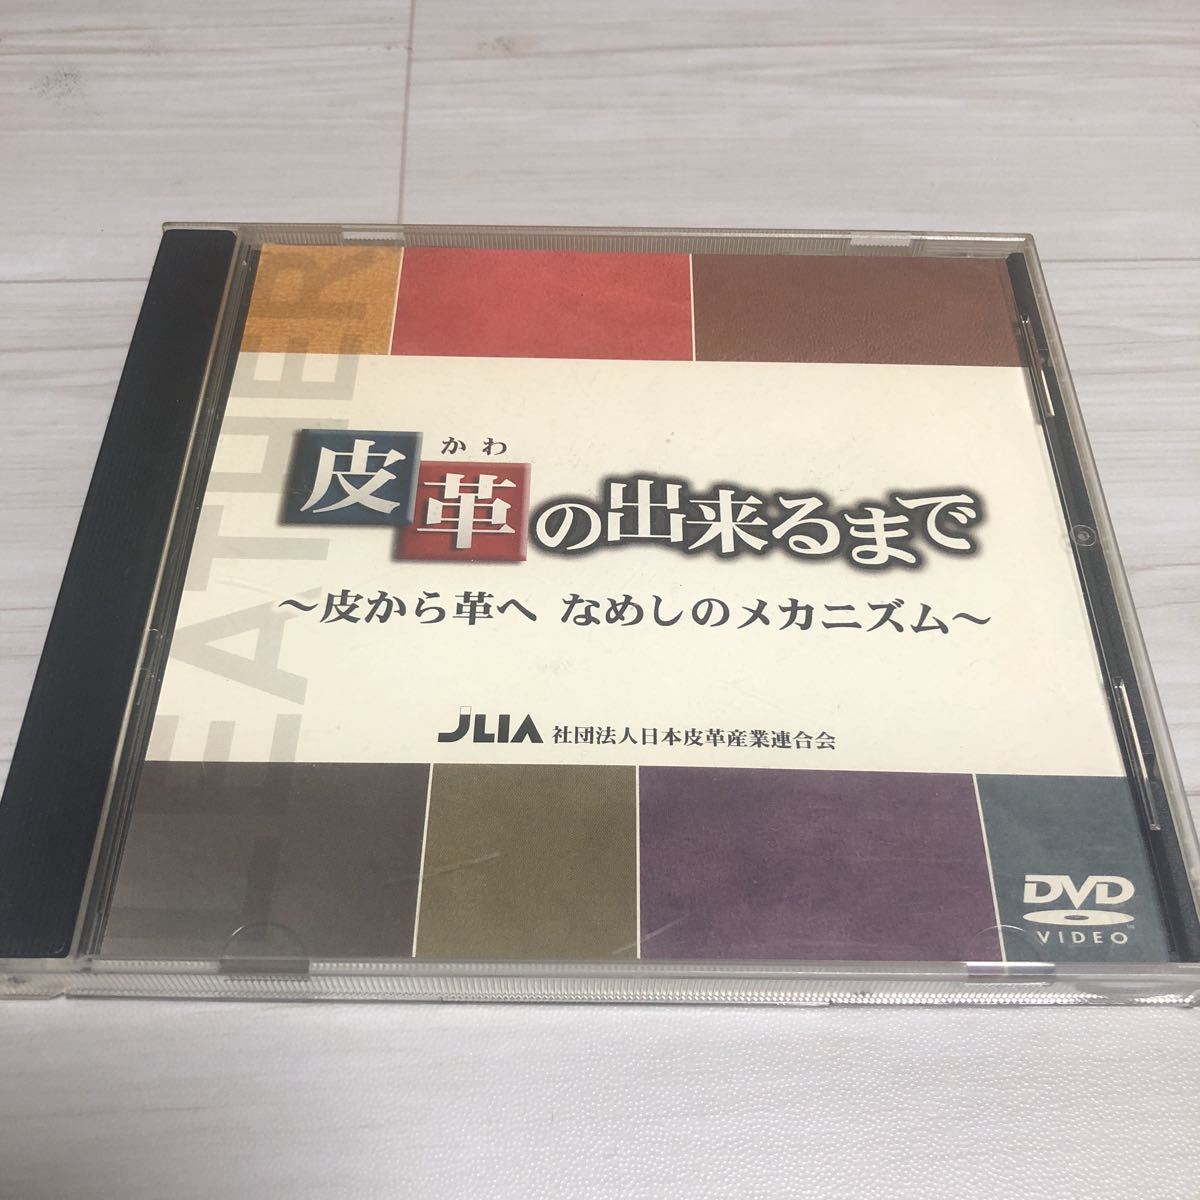 LEATHER
かわ
皮革の出来るまで
〜皮から革へ なめしのメカニズム〜
JLIA 社団法人日本皮革産業連合会
DVD
VIDEO